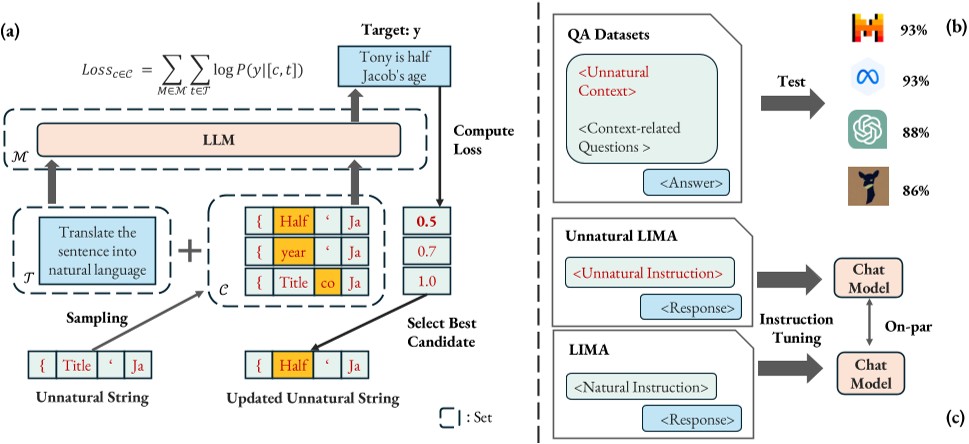 (a)
Target: y
Tony is half
Jacob's age
Loss_{c∈𝒞} = ∑_{M∈ℳ} ∑_{t∈𝒯} log P(y|[c, t])
LLM
ℳ
Compute
Loss
Translate the
sentence into
natural language
𝒯
+
{ Half ‘ Ja
{ year ‘ Ja
{ Title co Ja
𝒞
0.5
0.7
1.0
Sampling
Select Best
Candidate
{ Title ‘ Ja
Unnatural String
{ Half ‘ Ja
Updated Unnatural String
: Set
(b)
QA Datasets
<Unnatural
Context>
<Context-related
Questions >
<Answer>
Test
93%
93%
88%
86%
Unnatural LIMA
<Unnatural Instruction>
<Response>
Instruction
Tuning
LIMA
<Natural Instruction>
<Response>
Chat
Model
On-par
Chat
Model
(c)